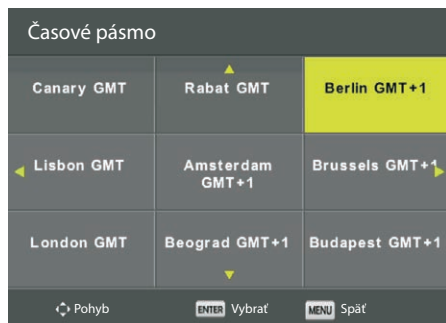 Časové pásmo
Canary GMT
Rabat GMT
Berlin GMT+1
Lisbon GMT
Amsterdam
GMT+1
Brussels GMT+1
London GMT
Beograd GMT+1
Budapest GMT+1
Pohyb
ENTER Vybrať
MENU Späť